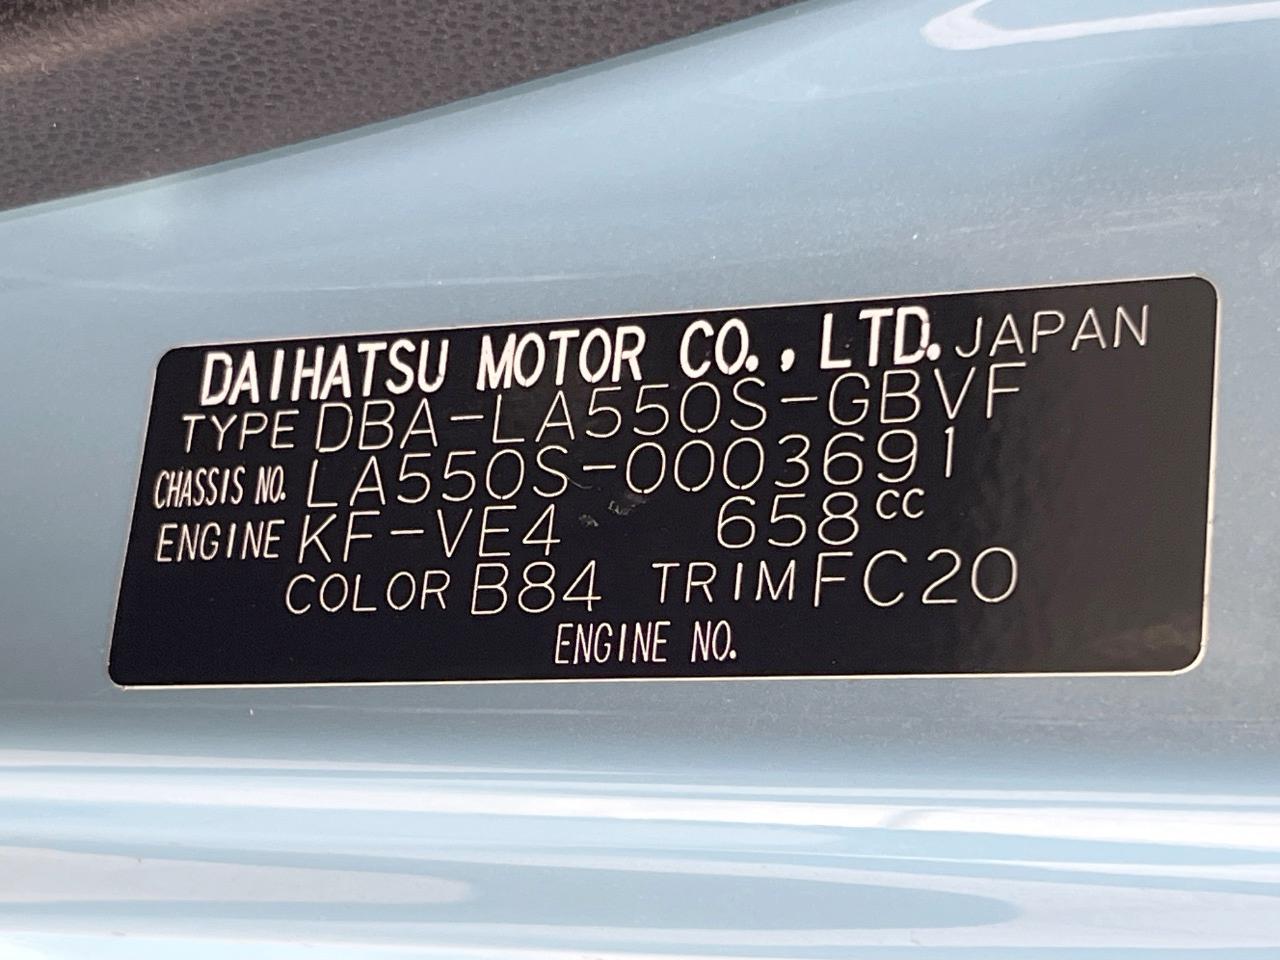 DAIHATSU MOTOR CO., LTD. JAPAN
TYPE DBA-LA550S-GBVF
CHASSIS NO. LA550S-0003691
ENGINE KF-VE4 658cc
COLOR B84 TRIM FC20
ENGINE NO.